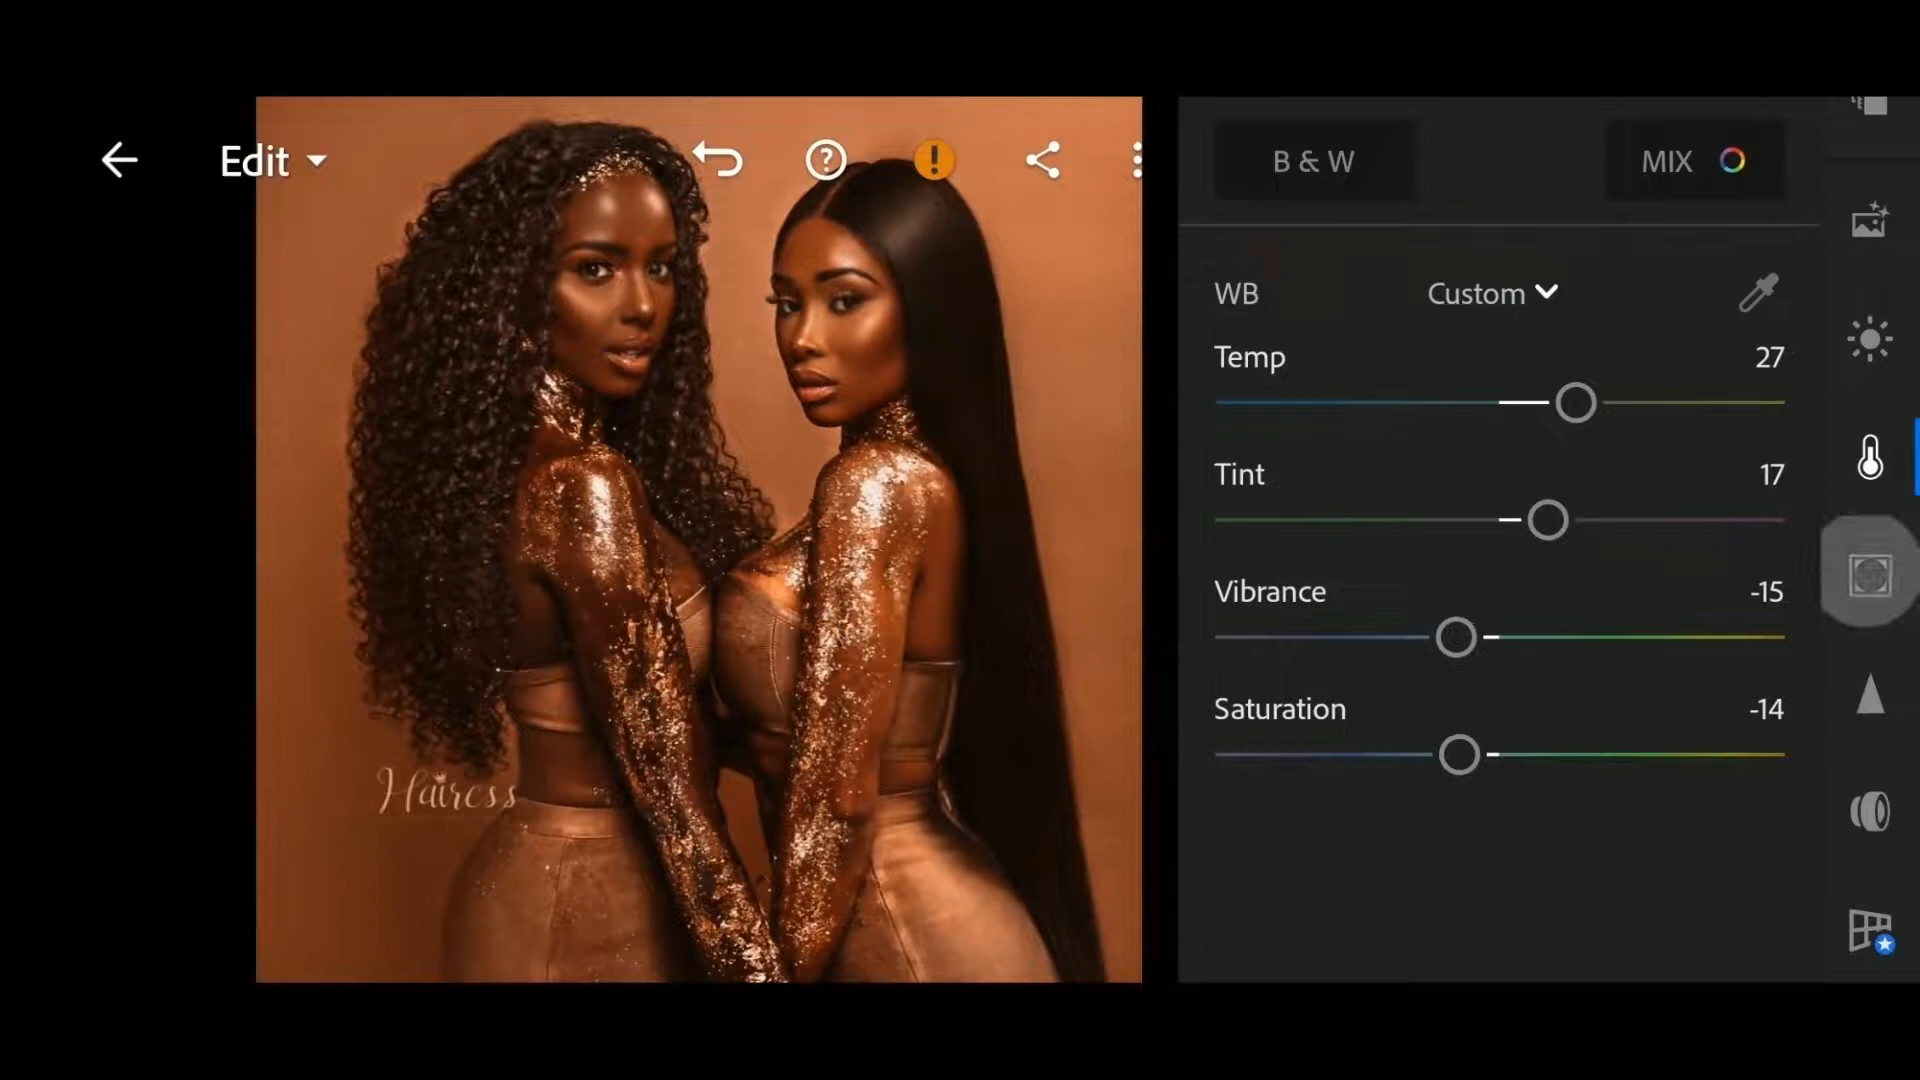 Edit
B & W
MIX
WB
Custom
Temp
27
Tint
17
Vibrance
-15
Saturation
-14
Hairess